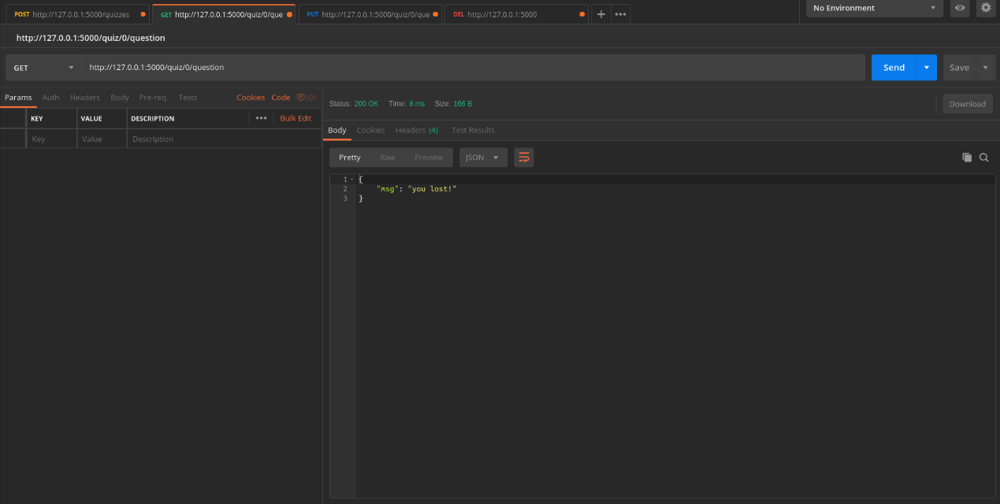 POST http://127.0.0.1:5000/quizzes GET http://127.0.0.1:5000/quiz/0/que PUT http://127.0.0.1:5000/quiz/0/que DEL http://127.0.0.1:5000 No Environment
http://127.0.0.1:5000/quiz/0/question
GET http://127.0.0.1:5000/quiz/0/question Send Save
Params Auth Headers Body Pre-req. Tests Cookies Code (0)
Status: 200 OK Time: 8 ms Size: 166 B Download
KEY VALUE DESCRIPTION Bulk Edit
Key Value Description
Body Cookies Headers (4) Test Results
Pretty Raw Preview JSON
1 {
2 "msg": "you lost!"
3 }